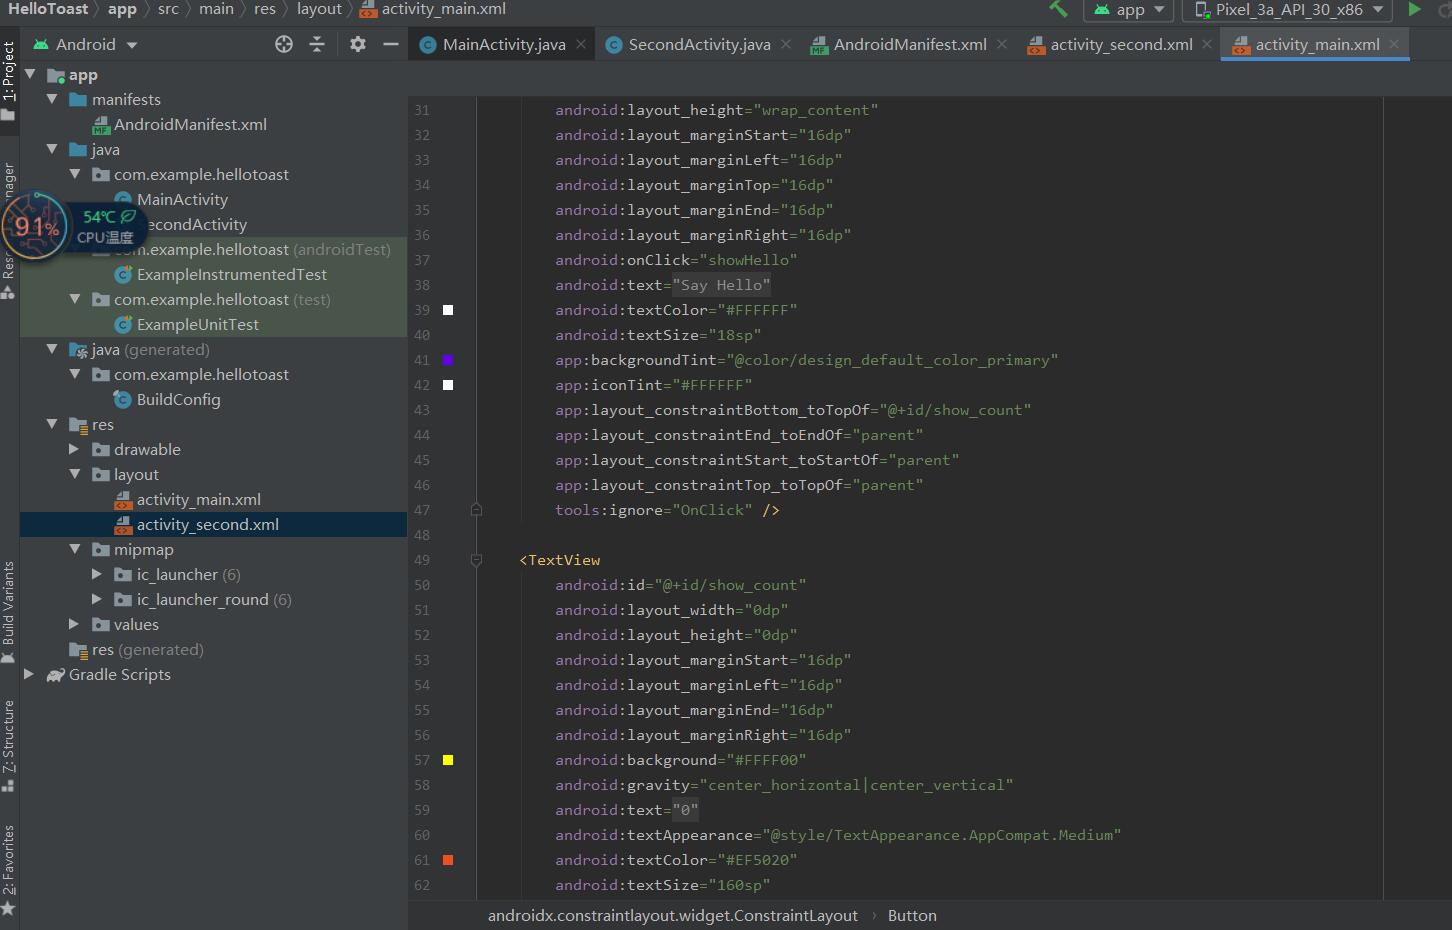 HelloToast app src main res layout activity_main.xml app Pixel_3a_API_30_x86
Android MainActivity.java SecondActivity.java AndroidManifest.xml activity_second.xml activity_main.xml
1: Project
Build Variants
Z: Structure
2: Favorites
app
manifests
AndroidManifest.xml
java
com.example.hellotoast
MainActivity
econdActivity
om.example.hellotoast (androidTest)
ExampleInstrumentedTest
com.example.hellotoast (test)
ExampleUnitTest
java (generated)
com.example.hellotoast
BuildConfig
res
drawable
layout
activity_main.xml
activity_second.xml
mipmap
ic_launcher (6)
ic_launcher_round (6)
values
res (generated)
Gradle Scripts
91%
54℃
CPU温度
31 android:layout_height="wrap_content"
32 android:layout_marginStart="16dp"
33 android:layout_marginLeft="16dp"
34 android:layout_marginTop="16dp"
35 android:layout_marginEnd="16dp"
36 android:layout_marginRight="16dp"
37 android:onClick="showHello"
38 android:text="Say Hello"
39 android:textColor="#FFFFFF"
40 android:textSize="18sp"
41 app:backgroundTint="@color/design_default_color_primary"
42 app:iconTint="#FFFFFF"
43 app:layout_constraintBottom_toTopOf="@+id/show_count"
44 app:layout_constraintEnd_toEndOf="parent"
45 app:layout_constraintStart_toStartOf="parent"
46 app:layout_constraintTop_toTopOf="parent"
47 tools:ignore="OnClick" />
48
49 <TextView
50 android:id="@+id/show_count"
51 android:layout_width="0dp"
52 android:layout_height="0dp"
53 android:layout_marginStart="16dp"
54 android:layout_marginLeft="16dp"
55 android:layout_marginEnd="16dp"
56 android:layout_marginRight="16dp"
57 android:background="#FFFF00"
58 android:gravity="center_horizontal|center_vertical"
59 android:text="0"
60 android:textAppearance="@style/TextAppearance.AppCompat.Medium"
61 android:textColor="#EF5020"
62 android:textSize="160sp"
androidx.constraintlayout.widget.ConstraintLayout › Button